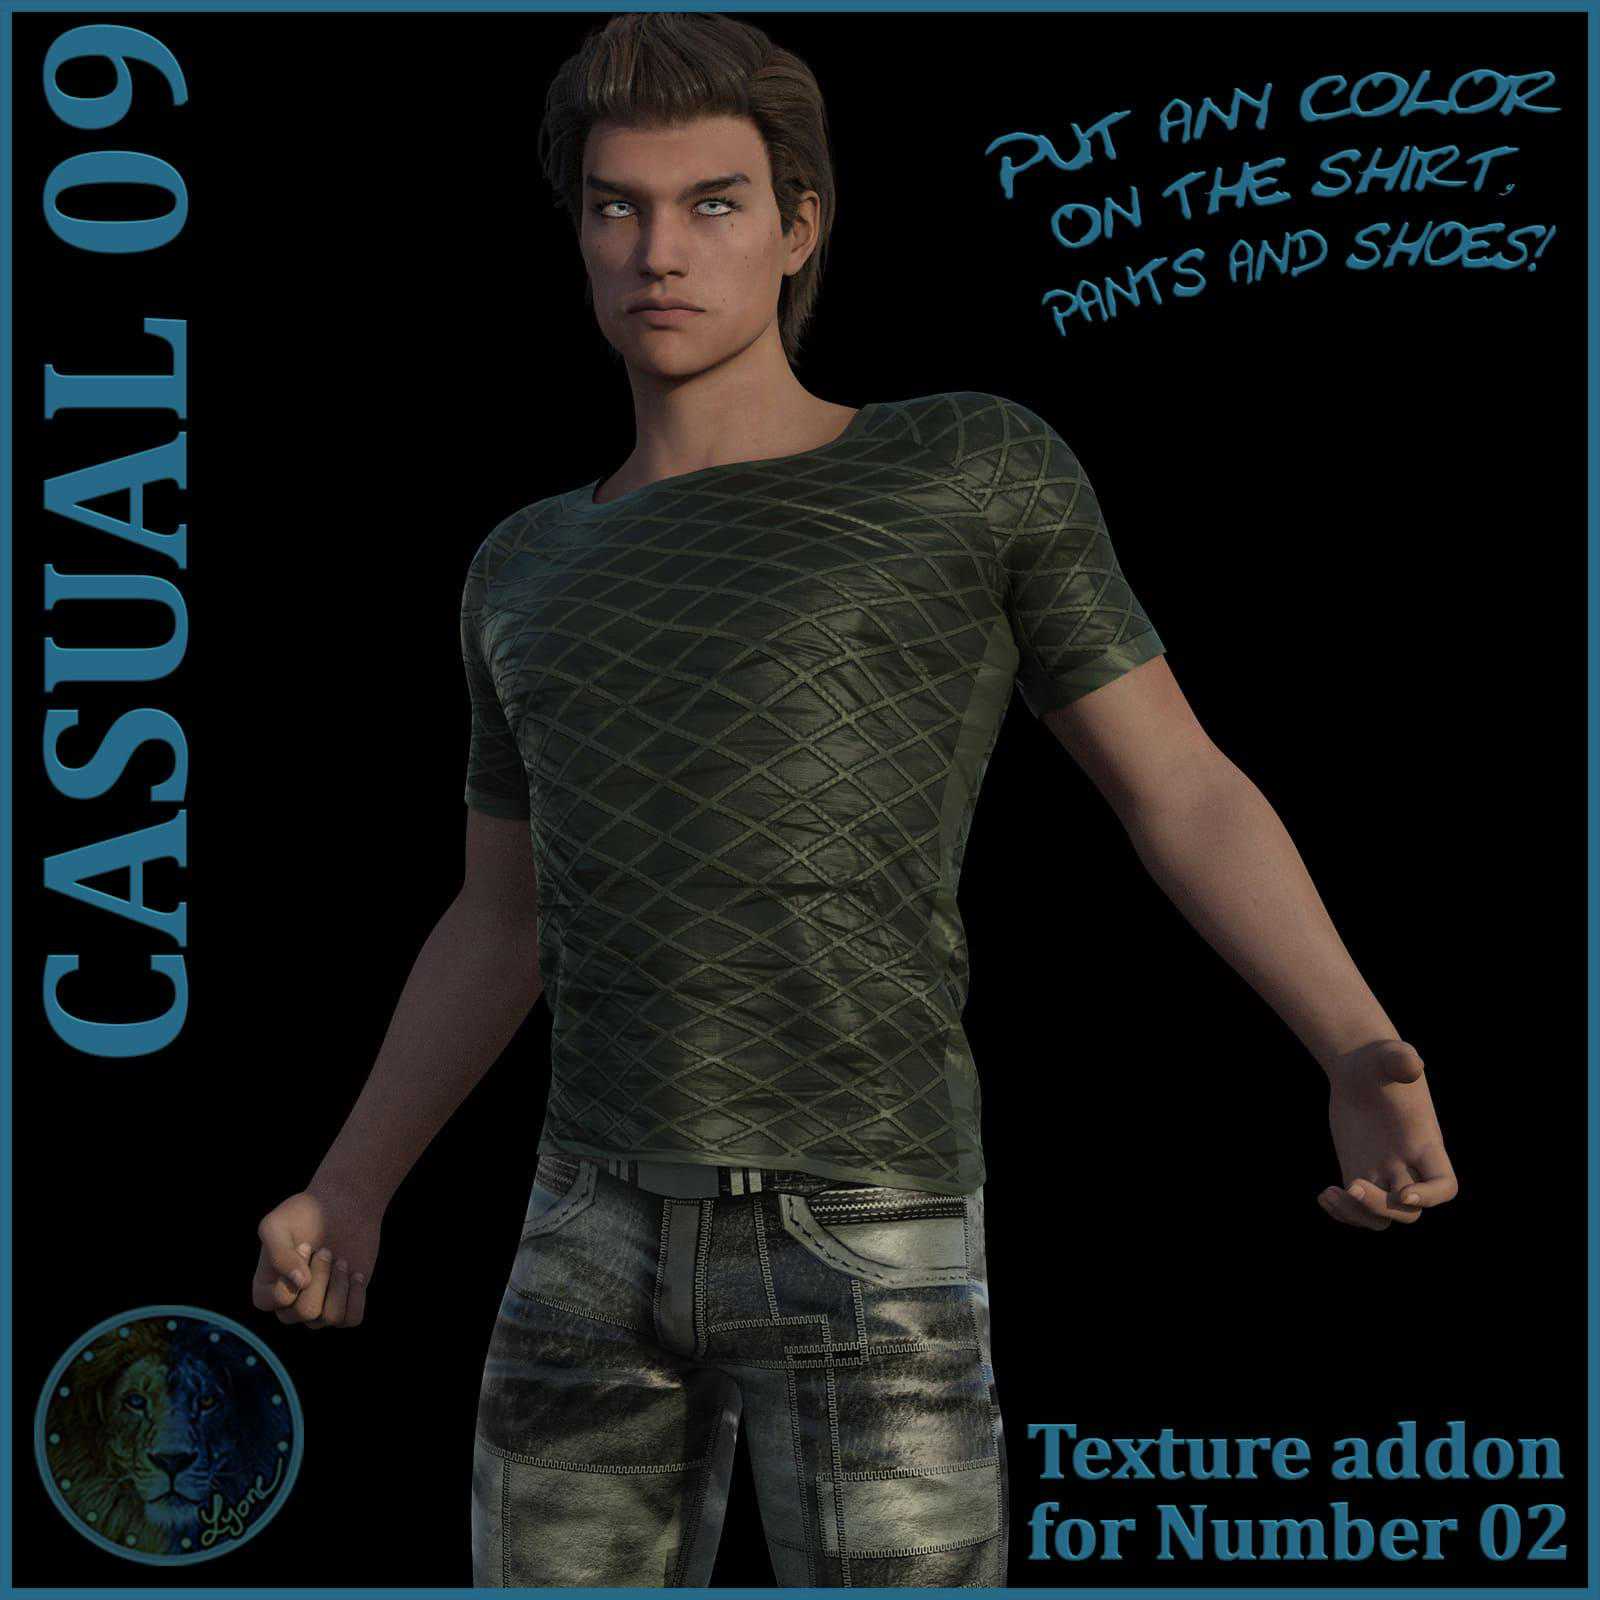 CASUAL 09
PUT ANY COLOR
ON THE SHIRT,
PANTS AND SHOES!
Lyone
Texture addon
for Number 02